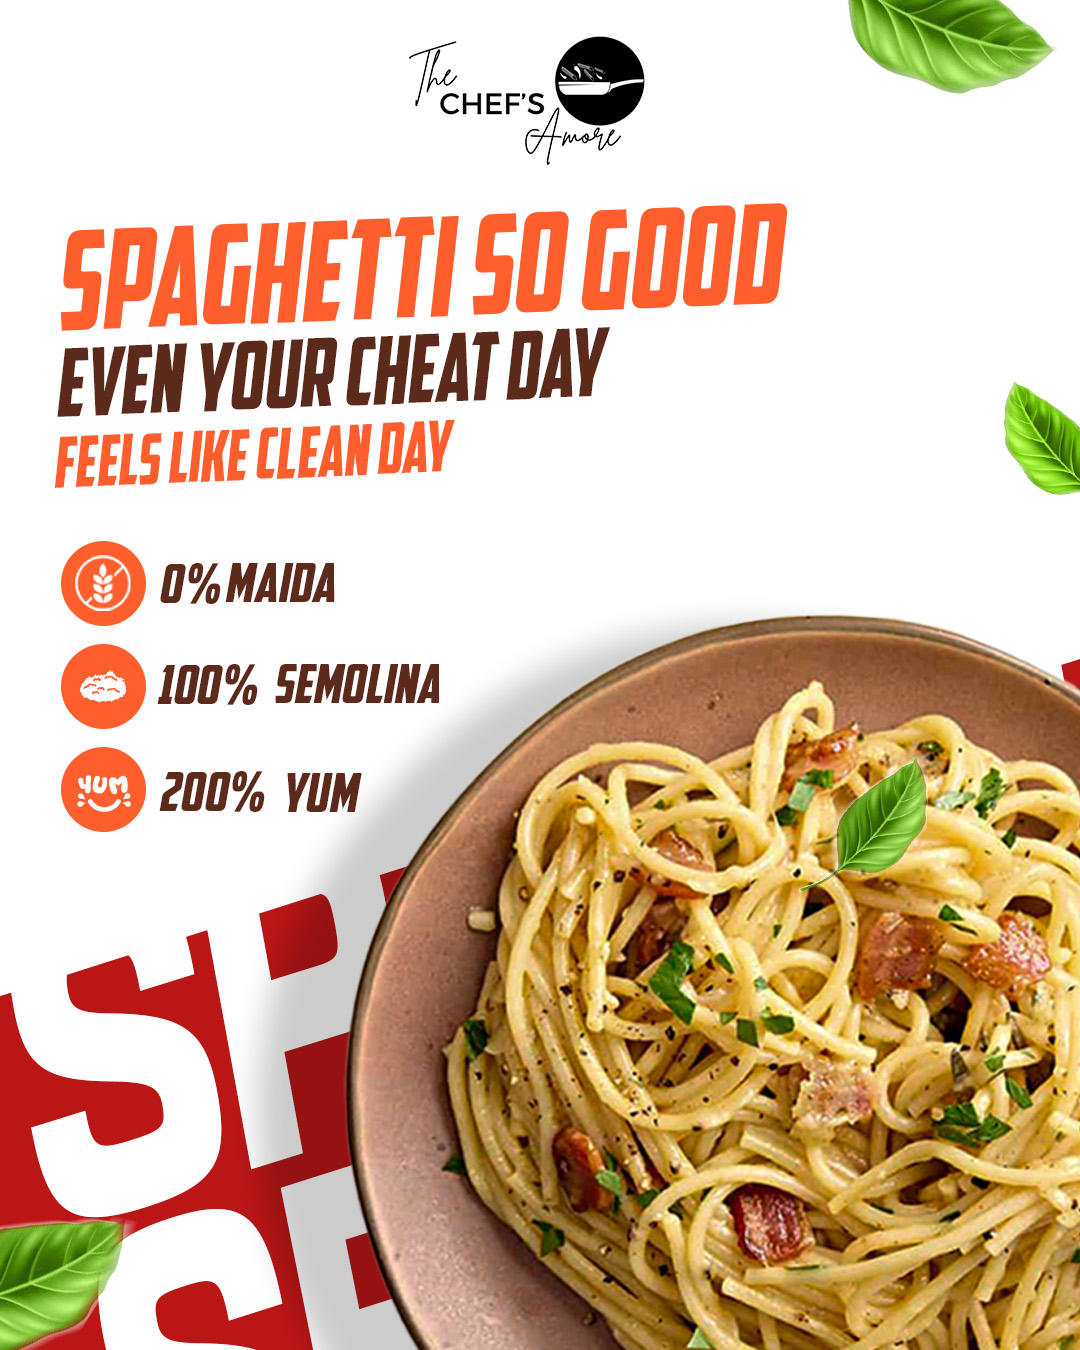 The
CHEF'S
Amore
SPAGHETTI SO GOOD
EVEN YOUR CHEAT DAY
FEELS LIKE CLEAN DAY
0% MAIDA
100% SEMOLINA
YUM
200% YUM